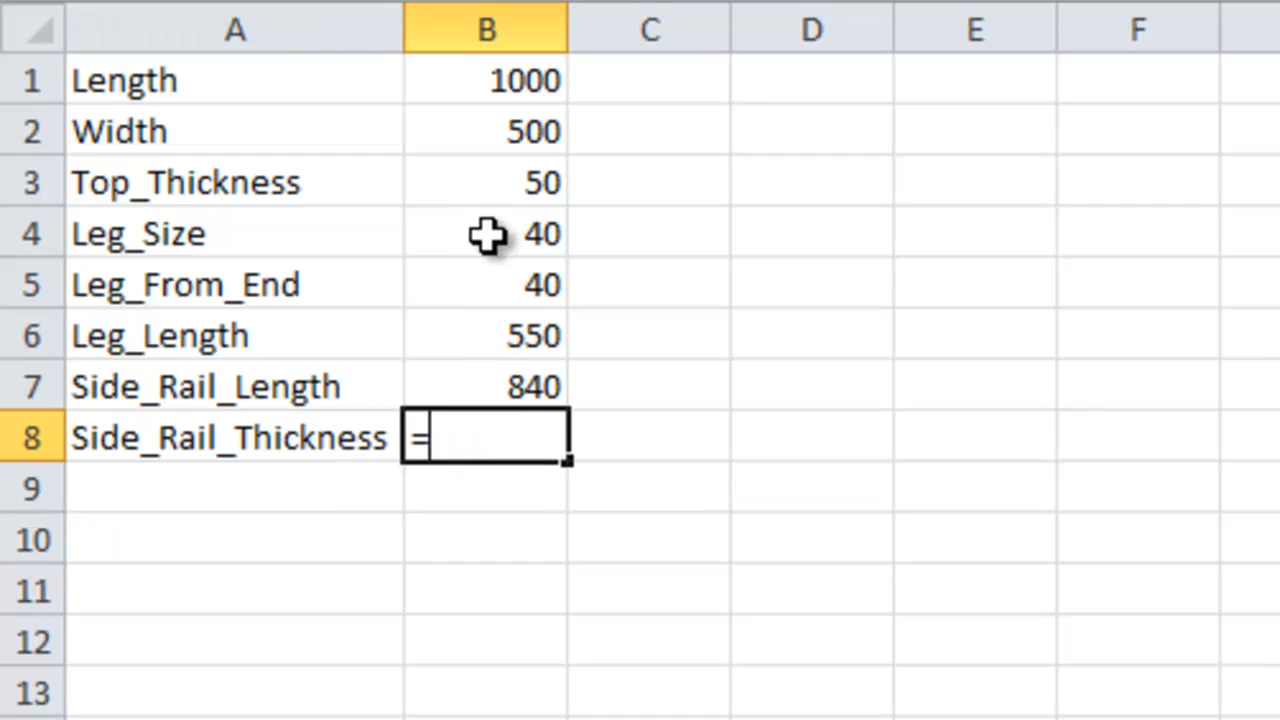 A B C D E F
1 Length 1000
2 Width 500
3 Top_Thickness 50
4 Leg_Size 40
5 Leg_From_End 40
6 Leg_Length 550
7 Side_Rail_Length 840
8 Side_Rail_Thickness =
9
10
11
12
13